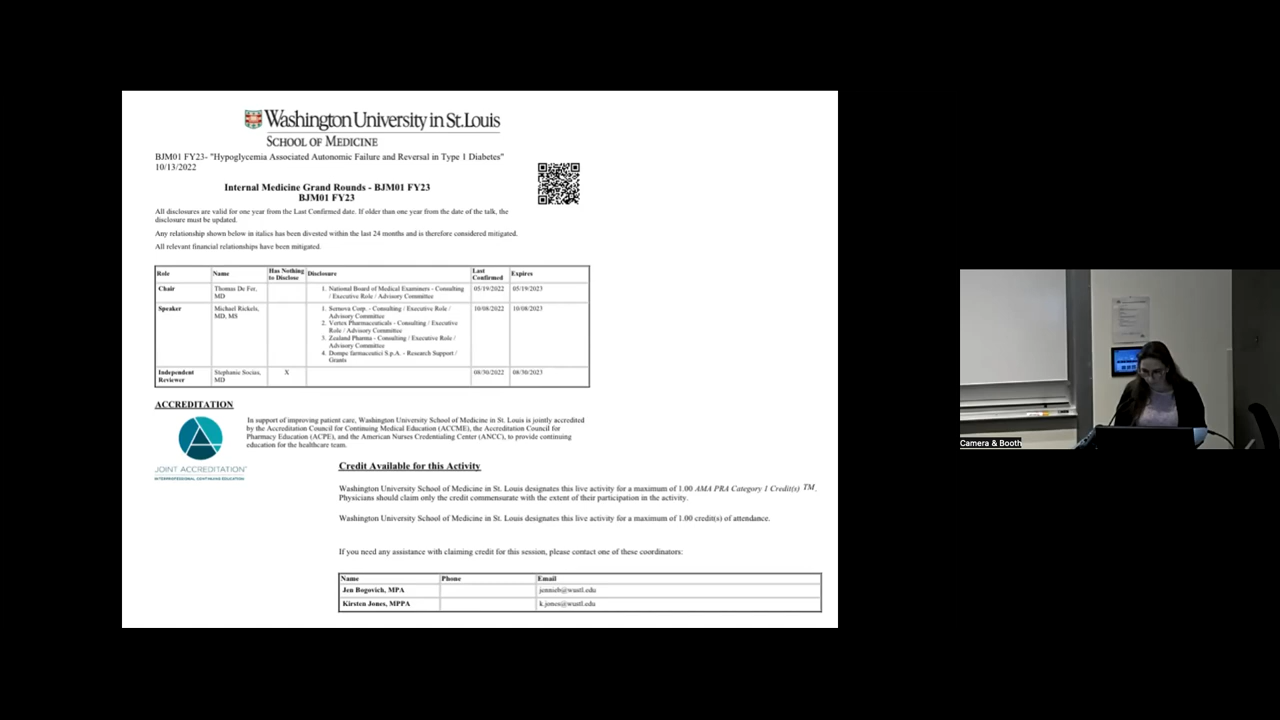 Washington University in St. Louis
SCHOOL OF MEDICINE
BJM01 FY23- "Hypoglycemia Associated Autonomic Failure and Reversal in Type 1 Diabetes"
10/13/2022
Internal Medicine Grand Rounds - BJM01 FY23
BJM01 FY23
All disclosures are valid for one year from the Last Confirmed date. If older than one year from the date of the talk, the
disclosure must be updated.
Any relationship shown below in italics has been divested within the last 24 months and is therefore considered mitigated.
All relevant financial relationships have been mitigated.
Role Name Has Nothing to Disclose Disclosure Last Confirmed Expires
Chair Thomas De Fer, MD 1. National Board of Medical Examiners - Consulting / Executive Role / Advisory Committee 05/19/2022 05/19/2023
Speaker Michael Rickels, MD, MS 1. Sernova Corp. - Consulting / Executive Role / Advisory Committee 10/08/2022 10/08/2023
2. Vertex Pharmaceuticals - Consulting / Executive Role / Advisory Committee
3. Zealand Pharma - Consulting / Executive Role / Advisory Committee
4. Dompe farmaceutici S.p.A. - Research Support / Grants
Independent Reviewer Stephanie Socias, MD X 08/30/2022 08/30/2023
ACCREDITATION
JOINT ACCREDITATION™
INTERPROFESSIONAL CONTINUING EDUCATION
In support of improving patient care, Washington University School of Medicine in St. Louis is jointly accredited
by the Accreditation Council for Continuing Medical Education (ACCME), the Accreditation Council for
Pharmacy Education (ACPE), and the American Nurses Credentialing Center (ANCC), to provide continuing
education for the healthcare team.
Credit Available for this Activity
Washington University School of Medicine in St. Louis designates this live activity for a maximum of 1.00 AMA PRA Category 1 Credit(s) TM.
Physicians should claim only the credit commensurate with the extent of their participation in the activity.
Washington University School of Medicine in St. Louis designates this live activity for a maximum of 1.00 credit(s) of attendance.
If you need any assistance with claiming credit for this session, please contact one of these coordinators:
Name Phone Email
Jen Bogovich, MPA jennieb@wustl.edu
Kirsten Jones, MPPA k.jones@wustl.edu
Camera & Booth